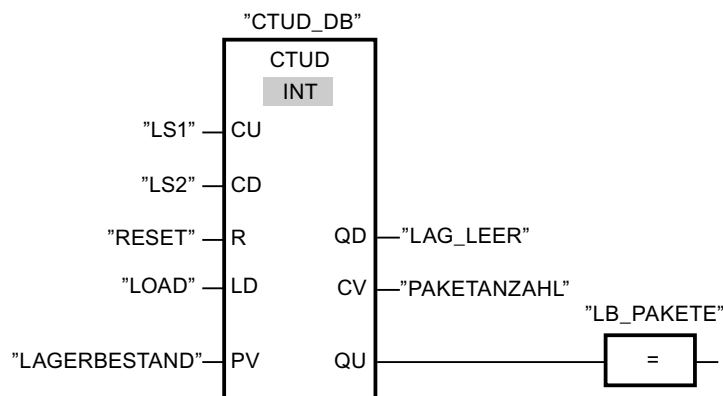 ”CTUD_DB”
CTUD
INT
”LS1” CU
”LS2” CD
”RESET” R QD ”LAG_LEER”
”LOAD” LD CV ”PAKETANZAHL”
”LB_PAKETE”
”LAGERBESTAND” PV QU =